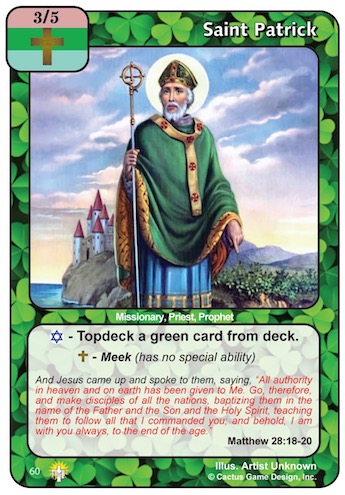 3/5
Saint Patrick
Missionary, Priest, Prophet
- Topdeck a green card from deck.
- Meek (has no special ability)
And Jesus came up and spoke to them, saying, “All authority
in heaven and on earth has been given to Me. Go, therefore,
and make disciples of all the nations, baptizing them in the
name of the Father and the Son and the Holy Spirit, teaching
them to follow all that I commanded you, and behold, I am
with you always, to the end of the age.”
Matthew 28:18-20
60
Illus. Artist Unknown
© Cactus Game Design, Inc.